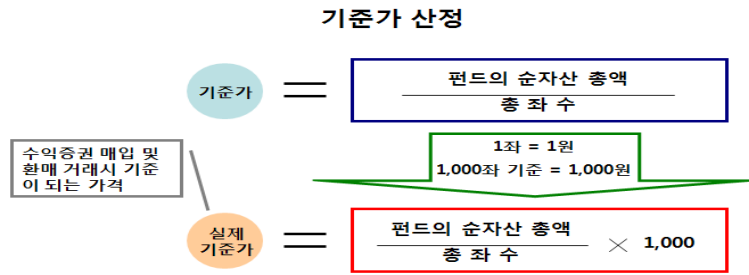 기준가 산정
기준가
펀드의 순자산 총액
총 좌 수
수익증권 매입 및
환매 거래시 기준
이 되는 가격
1좌 = 1원
1,000좌 기준 = 1,000원
실제
기준가
펀드의 순자산 총액
총 좌 수
× 1,000